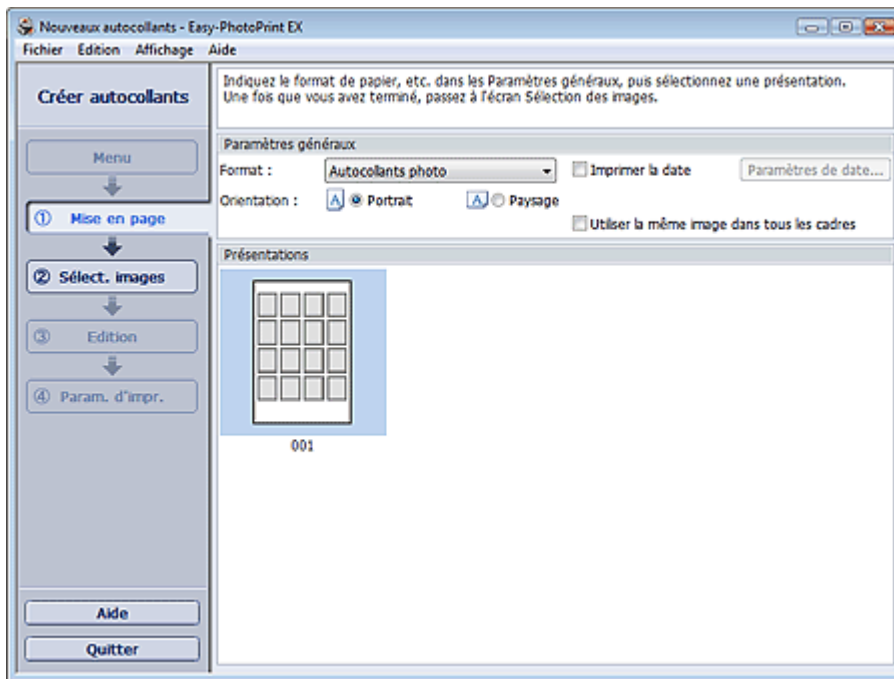 Nouveaux autocollants - Easy-PhotoPrint EX
Fichier Edition Affichage Aide
Créer autocollants
Indiquez le format de papier, etc. dans les Paramètres généraux, puis sélectionnez une présentation.
Une fois que vous avez terminé, passez à l'écran Sélection des images.
Menu
① Mise en page
② Sélect. images
③ Edition
④ Param. d'impr.
Aide
Quitter
Paramètres généraux
Format : Autocollants photo Imprimer la date Paramètres de date...
Orientation : A Portrait A Paysage
Utiliser la même image dans tous les cadres
Présentations
001